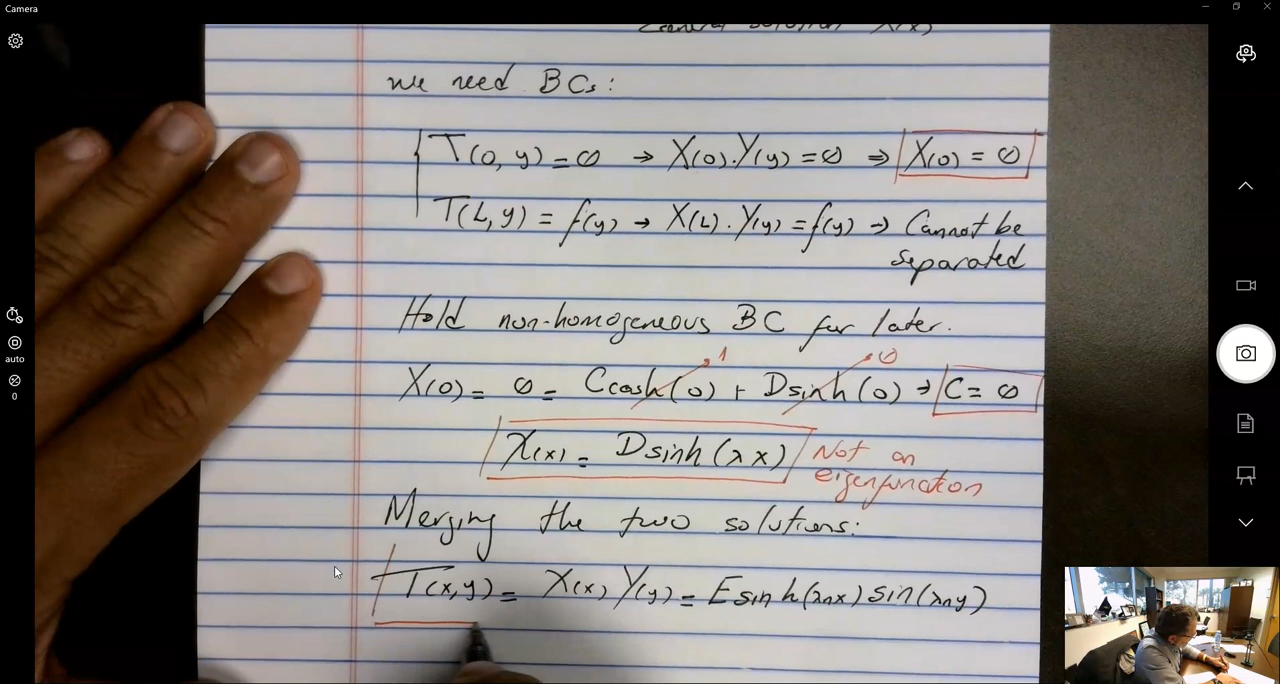 Camera
we need BCs:
T(0, y) = 0 → X(0).Y(y) = 0 ⇒ X(0) = 0
T(L, y) = f(y) → X(L).Y(y) = f(y) → Cannot be
separated
Hold non-homogeneous BC for later.
1 0
X(0) = 0 = Ccosh(0) + Dsinh(0) → C = 0
X(x) = Dsinh(λx) Not an
eigenfunction
Merging the two solutions:
T(x,y) = X(x) Y(y) = E sinh(λnx) sin(λny)
auto
0